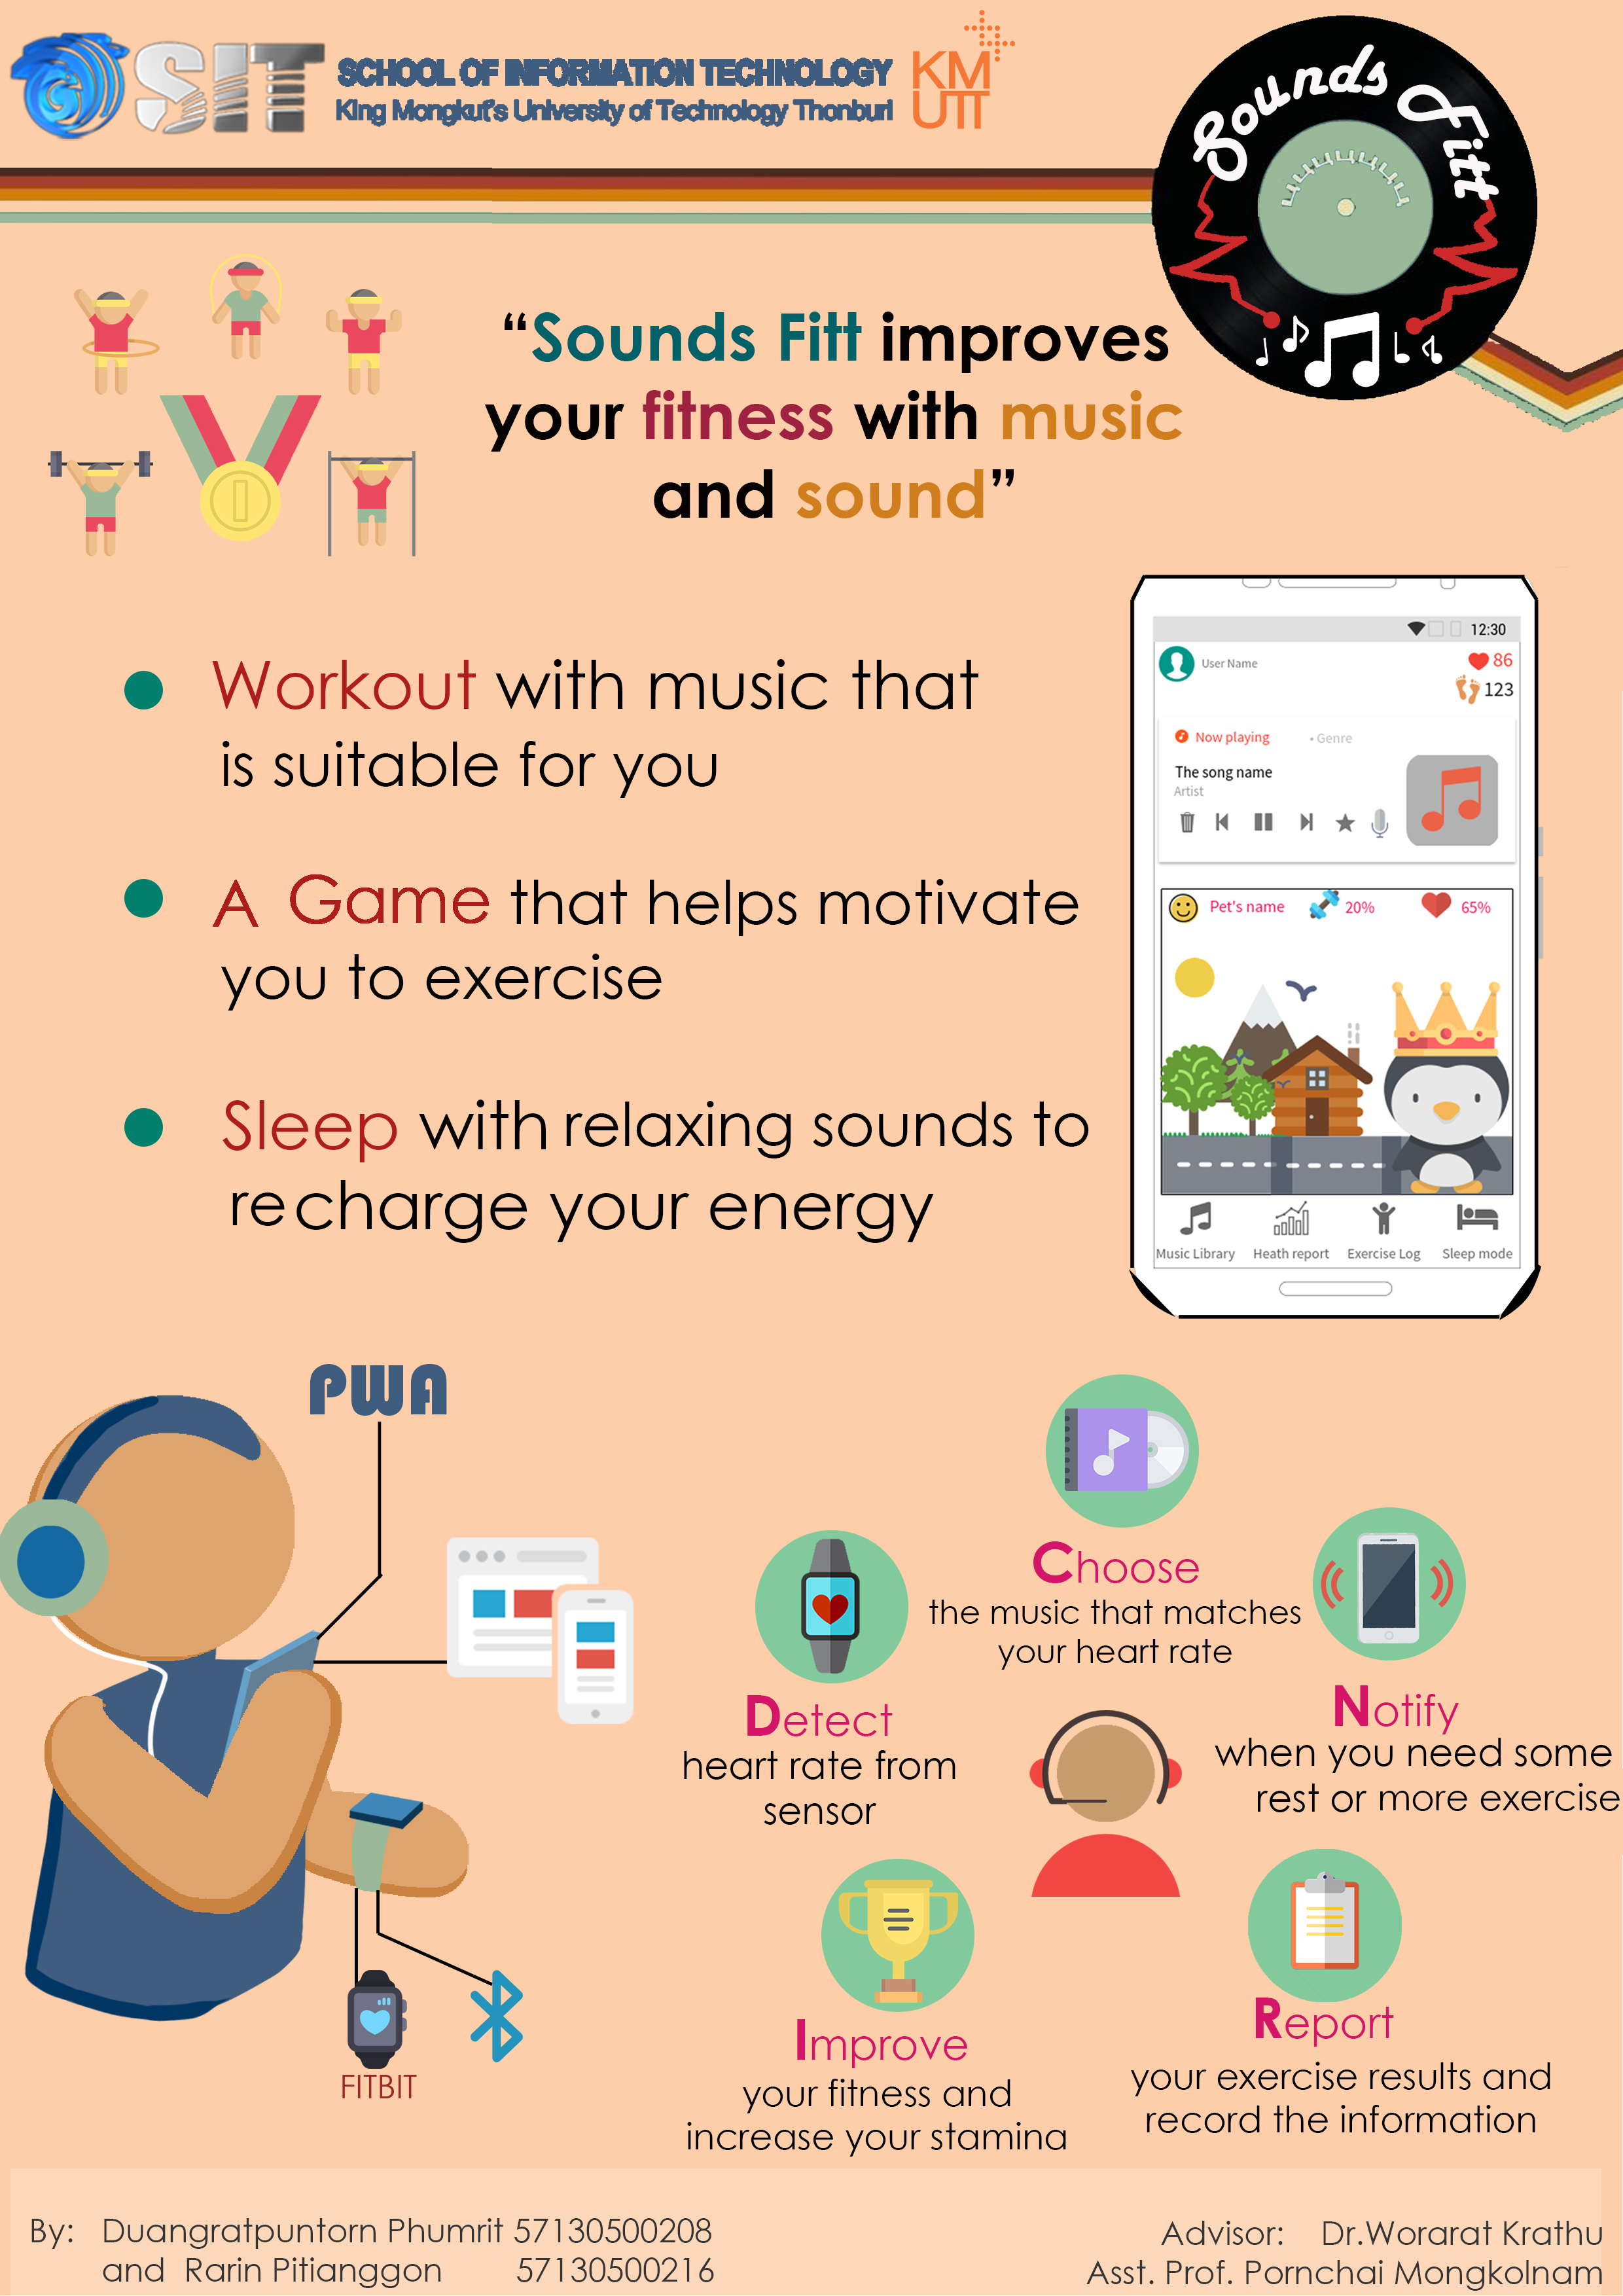 SIT
SCHOOL OF INFORMATION TECHNOLOGY
King Mongkut's University of Technology Thonburi
KM
UTT
Sounds Fitt
“Sounds Fitt improves
your fitness with music
and sound”
Workout with music that
is suitable for you
A Game that helps motivate
you to exercise
Sleep with relaxing sounds to
recharge your energy
12:30
User Name
86
123
Now playing
• Genre
The song name
Artist
Pet's name
20%
65%
Music Library
Heath report
Exercise Log
Sleep mode
PWA
FITBIT
Choose
the music that matches
your heart rate
Detect
heart rate from
sensor
Notify
when you need some
rest or more exercise
Improve
your fitness and
increase your stamina
Report
your exercise results and
record the information
By: Duangratpuntorn Phumrit 57130500208
and Rarin Pitianggon 57130500216
Advisor: Dr.Worarat Krathu
Asst. Prof. Pornchai Mongkolnam